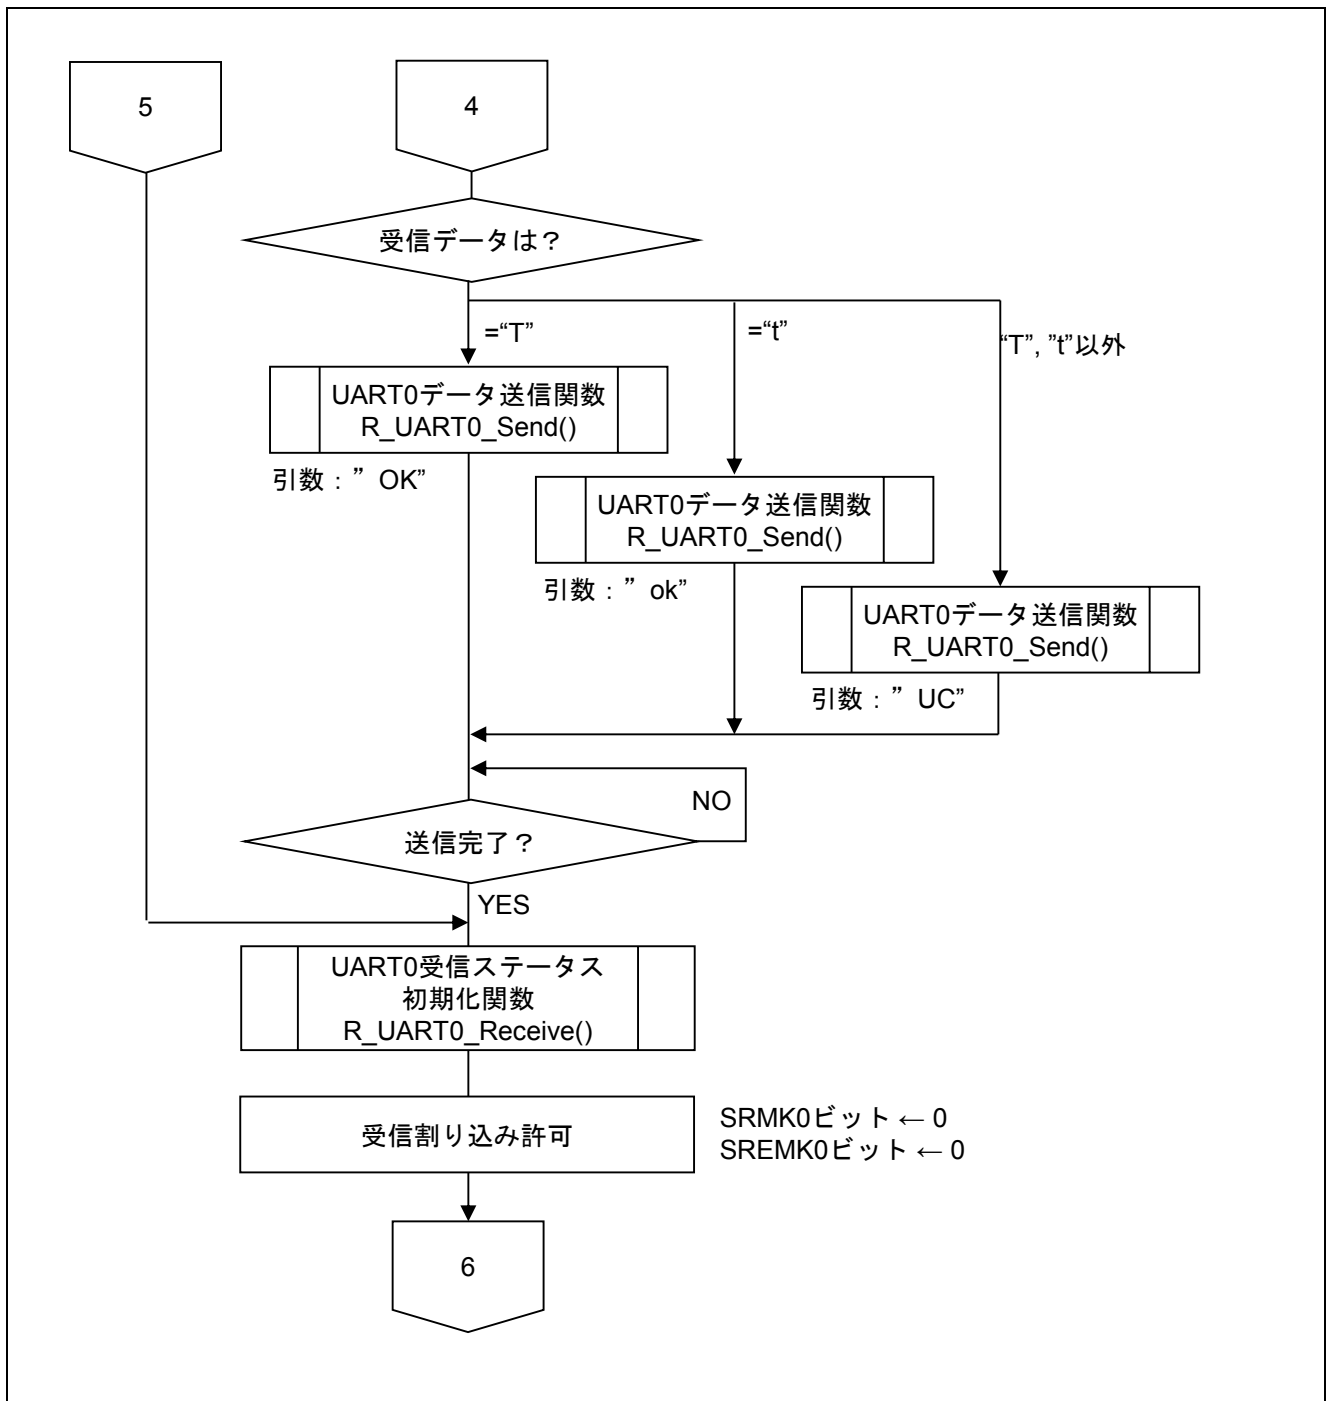 5
4
受信データは？
=“T”
=“t”
“T”, ”t”以外
UART0データ送信関数
R_UART0_Send()
引数：”OK”
UART0データ送信関数
R_UART0_Send()
引数：”ok”
UART0データ送信関数
R_UART0_Send()
引数：”UC”
NO
送信完了？
YES
UART0受信ステータス
初期化関数
R_UART0_Receive()
受信割り込み許可
SRMK0ビット ← 0
SREMK0ビット ← 0
6